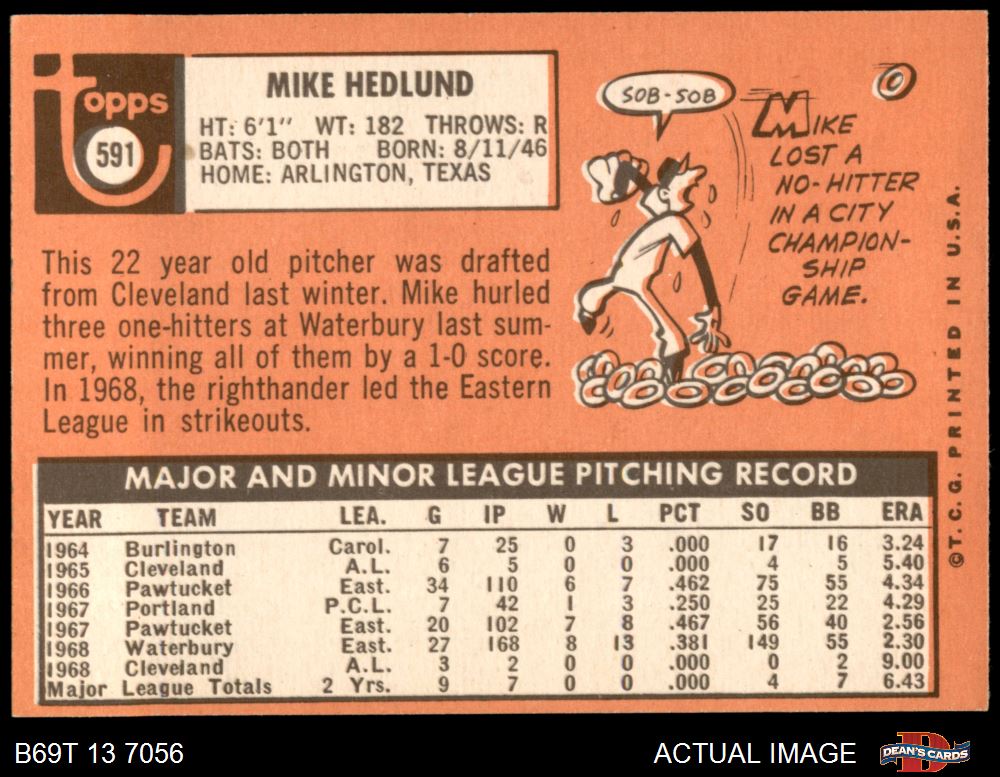 topps
591
MIKE HEDLUND
HT: 6'1" WT: 182 THROWS: R
BATS: BOTH BORN: 8/11/46
HOME: ARLINGTON, TEXAS
This 22 year old pitcher was drafted
from Cleveland last winter. Mike hurled
three one-hitters at Waterbury last sum-
mer, winning all of them by a 1-0 score.
In 1968, the righthander led the Eastern
League in strikeouts.
SOB-SOB
MIKE
LOST A
NO-HITTER
IN A CITY
CHAMPION-
SHIP
GAME.
©T.C.G. PRINTED IN U.S.A.
MAJOR AND MINOR LEAGUE PITCHING RECORD
YEAR TEAM LEA. G IP W L PCT SO BB ERA
1964 Burlington Carol. 7 25 0 3 .000 17 16 3.24
1965 Cleveland A.L. 6 5 0 0 .000 4 5 5.40
1966 Pawtucket East. 34 110 6 7 .462 75 55 4.34
1967 Portland P.C.L. 7 42 1 3 .250 25 22 4.29
1967 Pawtucket East. 20 102 7 8 .467 56 40 2.56
1968 Waterbury East. 27 168 8 13 .381 149 55 2.30
1968 Cleveland A.L. 3 2 0 0 .000 0 2 9.00
Major League Totals 2 Yrs. 9 7 0 0 .000 4 7 6.43
B69T 13 7056 ACTUAL IMAGE
DEAN'S CARDS